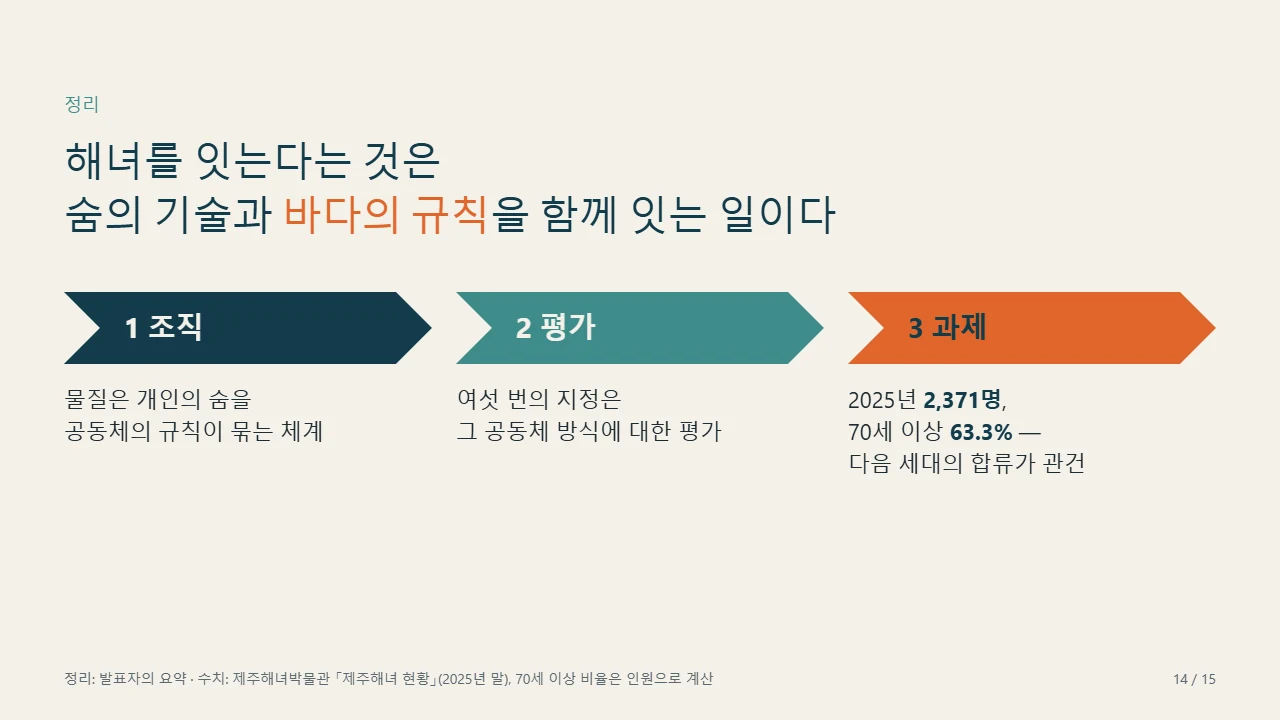 정리
해녀를 잇는다는 것은
숨의 기술과 바다의 규칙을 함께 잇는 일이다
1 조직
물질은 개인의 숨을
공동체의 규칙이 묶는 체계
2 평가
여섯 번의 지정은
그 공동체 방식에 대한 평가
3 과제
2025년 2,371명,
70세 이상 63.3% —
다음 세대의 합류가 관건
정리: 발표자의 요약 · 수치: 제주해녀박물관 「제주해녀 현황」(2025년 말), 70세 이상 비율은 인원으로 계산
14 / 15